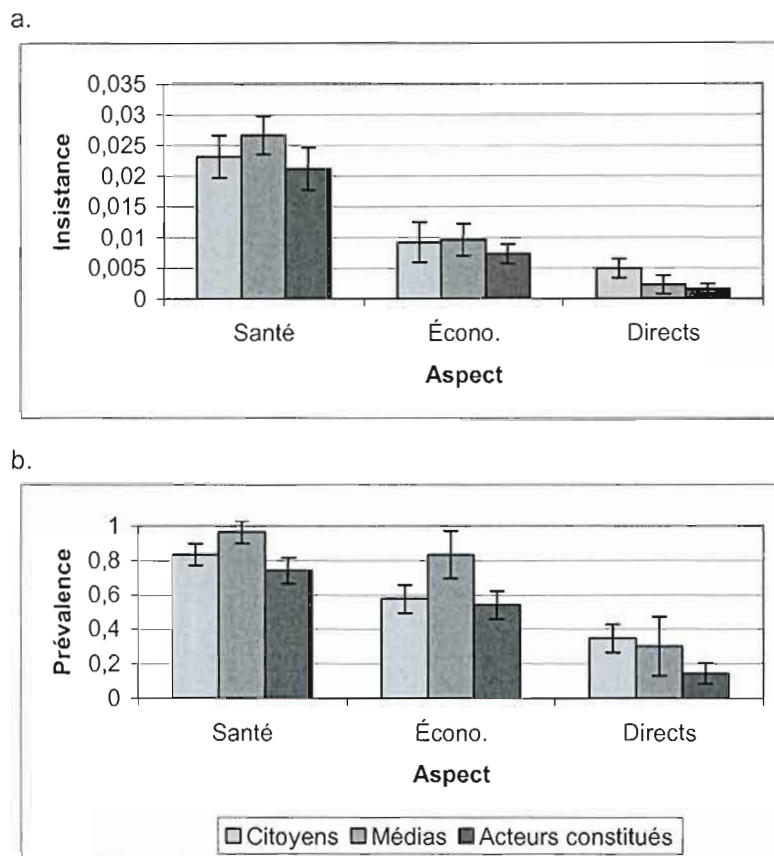 a.
0,035
0,03
0,025
0,02
0,015
0,01
0,005
0
Insistance
Santé Écono. Directs
Aspect
b.
1
0,8
0,6
0,4
0,2
0
Prévalence
Santé Écono. Directs
Aspect
Citoyens Médias Acteurs constitués